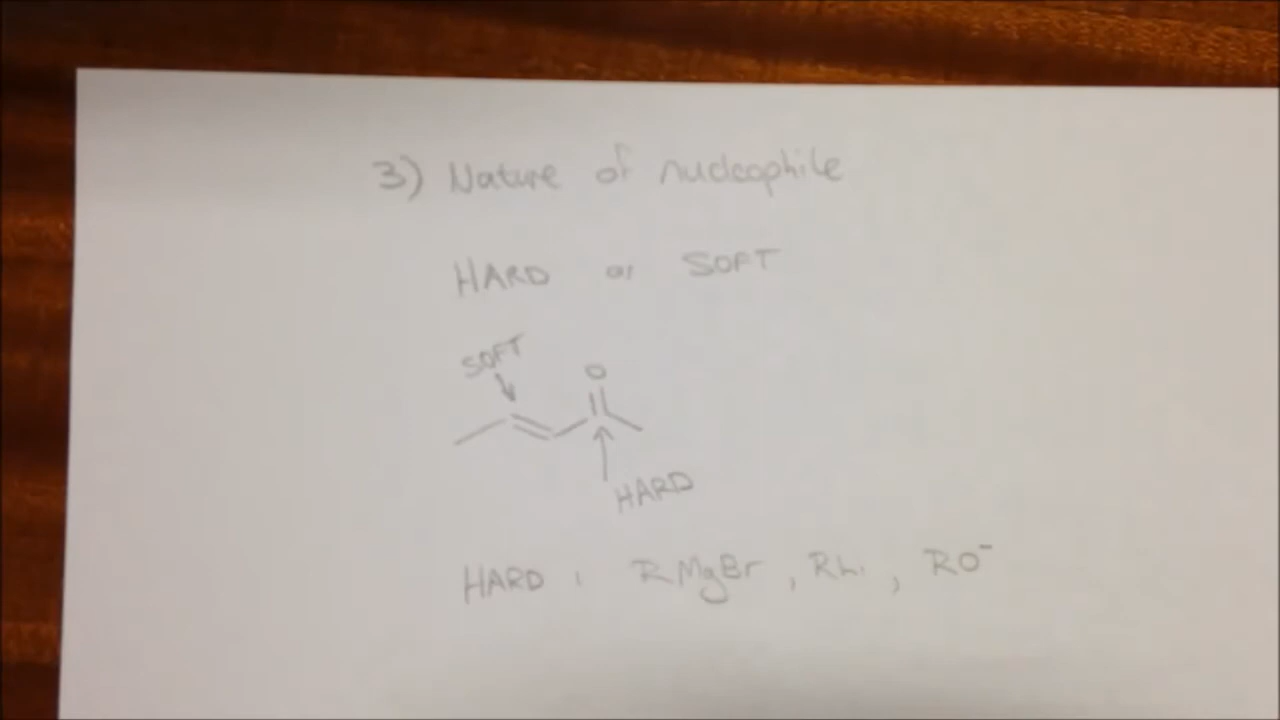 3) Nature of nucleophile
HARD or SOFT
SOFT
O
HARD
HARD : RMgBr , RLi , RO⁻